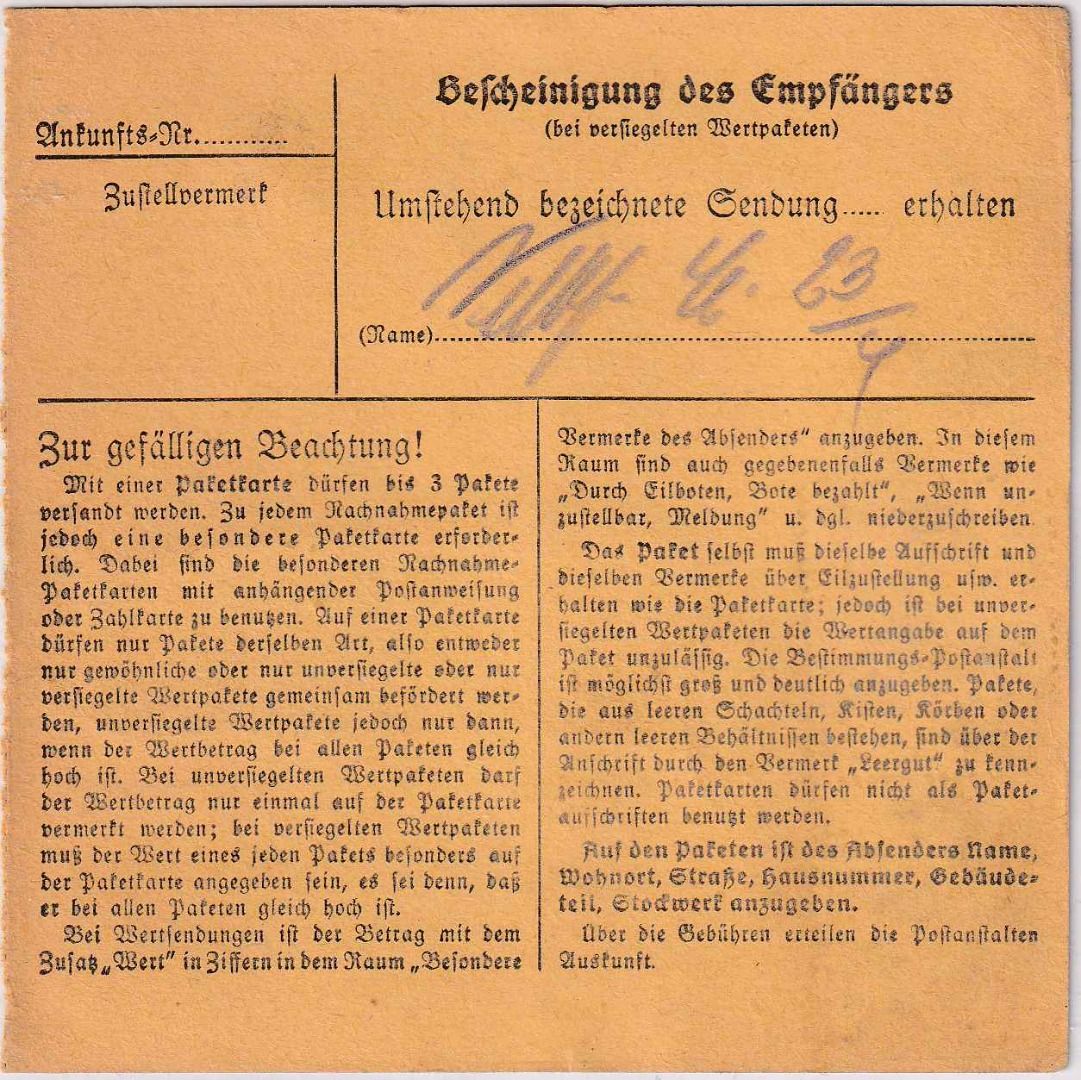 Ankunfts-Nr.............
Zustellvermerk
Bescheinigung des Empfängers
(bei versiegelten Wertpaketen)
Umstehend bezeichnete Sendung..... erhalten
23/4
(Name)....................
Zur gefälligen Beachtung!
Mit einer Paketkarte dürfen bis 3 Pakete
versandt werden. Zu jedem Nachnahmepaket ist
jedoch eine besondere Paketkarte erforder-
lich. Dabei sind die besonderen Nachnahme-
Paketkarten mit anhängender Postanweisung
oder Zahlkarte zu benutzen. Auf einer Paketkarte
dürfen nur Pakete derselben Art, also entweder
nur gewöhnliche oder nur unversiegelte oder nur
versiegelte Wertpakete gemeinsam befördert wer-
den, unversiegelte Wertpakete jedoch nur dann,
wenn der Wertbetrag bei allen Paketen gleich
hoch ist. Bei unversiegelten Wertpaketen darf
der Wertbetrag nur einmal auf der Paketkarte
vermerkt werden; bei versiegelten Wertpaketen
muß der Wert eines jeden Pakets besonders auf
der Paketkarte angegeben sein, es sei denn, daß
er bei allen Paketen gleich hoch ist.
Bei Wertsendungen ist der Betrag mit dem
Zusatz „Wert" in Ziffern in dem Raum „Besondere
Vermerke des Absenders" anzugeben. In diesem
Raum sind auch gegebenenfalls Vermerke wie
„Durch Eilboten, Bote bezahlt", „Wenn un-
zustellbar, Meldung" u. dgl. niederzuschreiben.
Das Paket selbst muß dieselbe Aufschrift und
dieselben Vermerke über Eilzustellung usw. er-
halten wie die Paketkarte; jedoch ist bei unver-
siegelten Wertpaketen die Wertangabe auf dem
Paket unzulässig. Die Bestimmungs-Postanstalt
ist möglichst groß und deutlich anzugeben. Pakete,
die aus leeren Schachteln, Kisten, Körben oder
andern leeren Behältnissen bestehen, sind über der
Anschrift durch den Vermerk „Leergut" zu kenn-
zeichnen. Paketkarten dürfen nicht als Paket-
aufschriften benutzt werden.
Auf den Paketen ist des Absenders Name,
Wohnort, Straße, Hausnummer, Gebäude-
teil, Stockwerk anzugeben.
Über die Gebühren erteilen die Postanstalten
Auskunft.